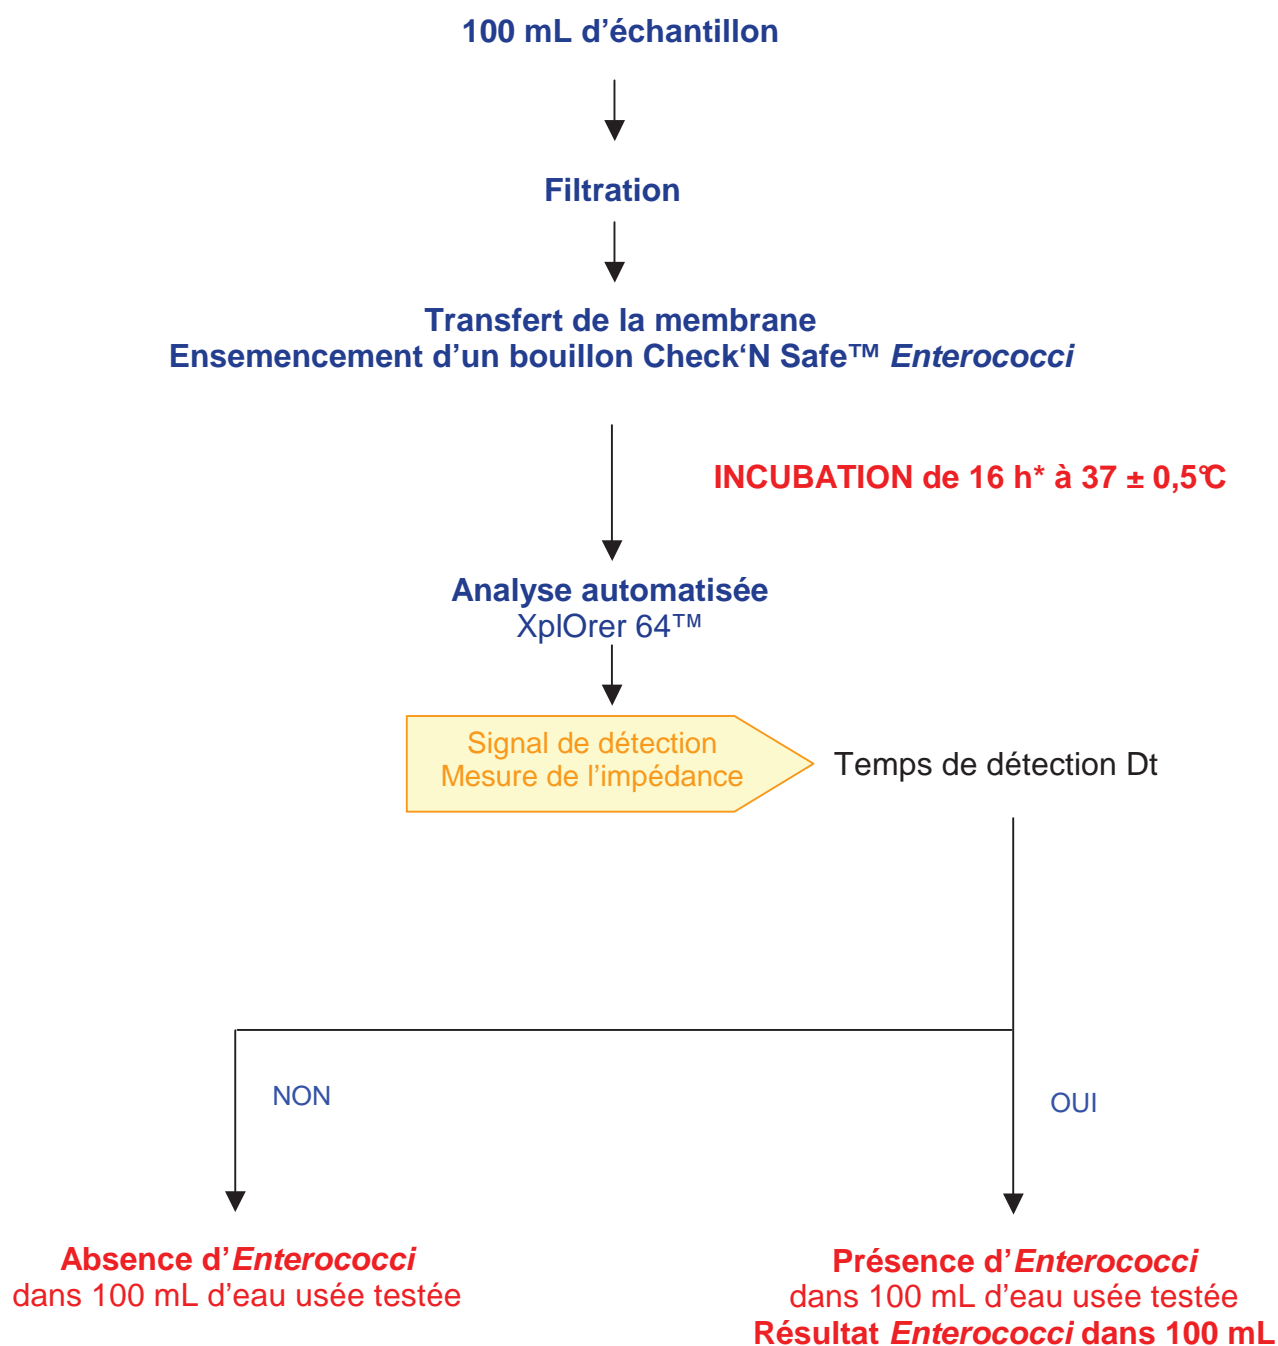 100 mL d’échantillon
Filtration
Transfert de la membrane
Ensemencement d’un bouillon Check‘N Safe™ Enterococci
INCUBATION de 16 h* à 37 ± 0,5°C
Analyse automatisée
XplOrer 64™
Signal de détection
Mesure de l’impédance
Temps de détection Dt
NON
OUI
Absence d’Enterococci
dans 100 mL d’eau usée testée
Présence d’Enterococci
dans 100 mL d’eau usée testée
Résultat Enterococci dans 100 mL